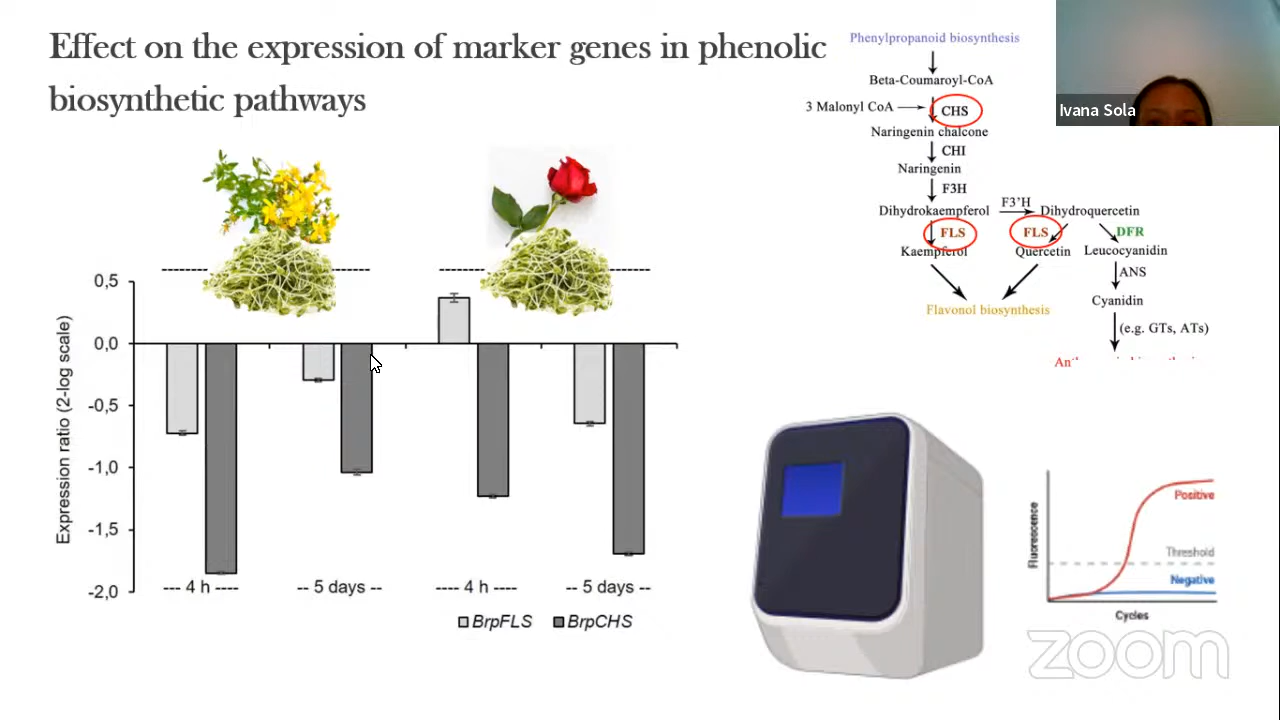 Effect on the expression of marker genes in phenolic
biosynthetic pathways
Ivana Sola
Phenylpropanoid biosynthesis
Beta-Coumaroyl-CoA
3 Malonyl CoA
CHS
Naringenin chalcone
CHI
Naringenin
F3H
Dihydrokaempferol
F3'H
Dihydroquercetin
FLS
FLS
DFR
Kaempferol
Quercetin
Leucocyanidin
ANS
Flavonol biosynthesis
Cyanidin
(e.g. GTs, ATs)
Expression ratio (2-log scale)
0,5
0,0
-0,5
-1,0
-1,5
-2,0
--- 4 h ----
-- 5 days --
---- 4 h ----
-- 5 days --
BrpFLS
BrpCHS
Fluorescence
Positive
Threshold
Negative
Cycles
zoom